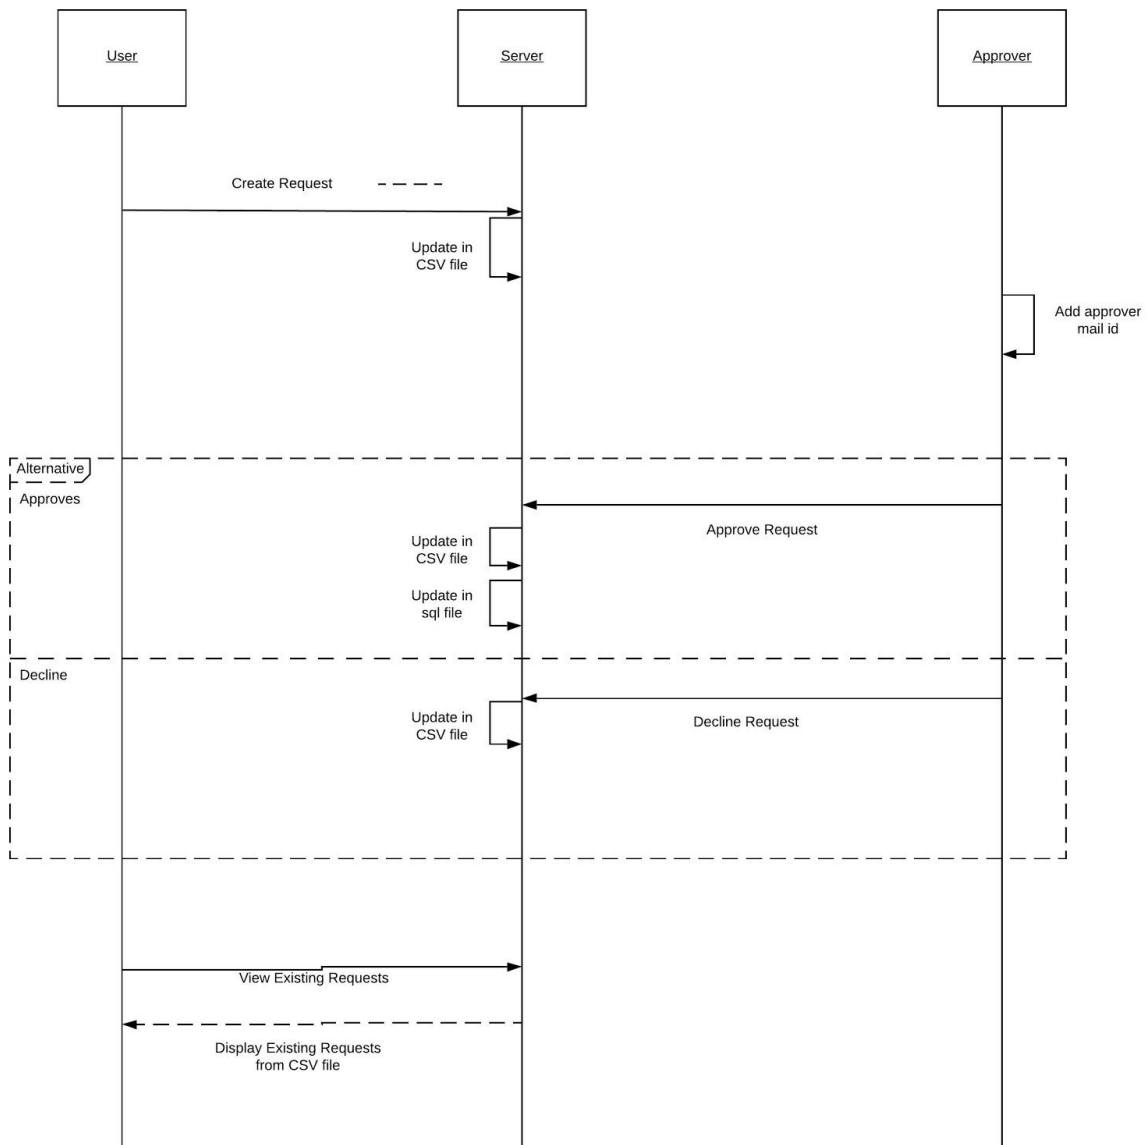 User
Server
Approver
Create Request
Update in
CSV file
Add approver
mail id
Alternative
Approves
Approve Request
Update in
CSV file
Update in
sql file
Decline
Decline Request
Update in
CSV file
View Existing Requests
Display Existing Requests
from CSV file